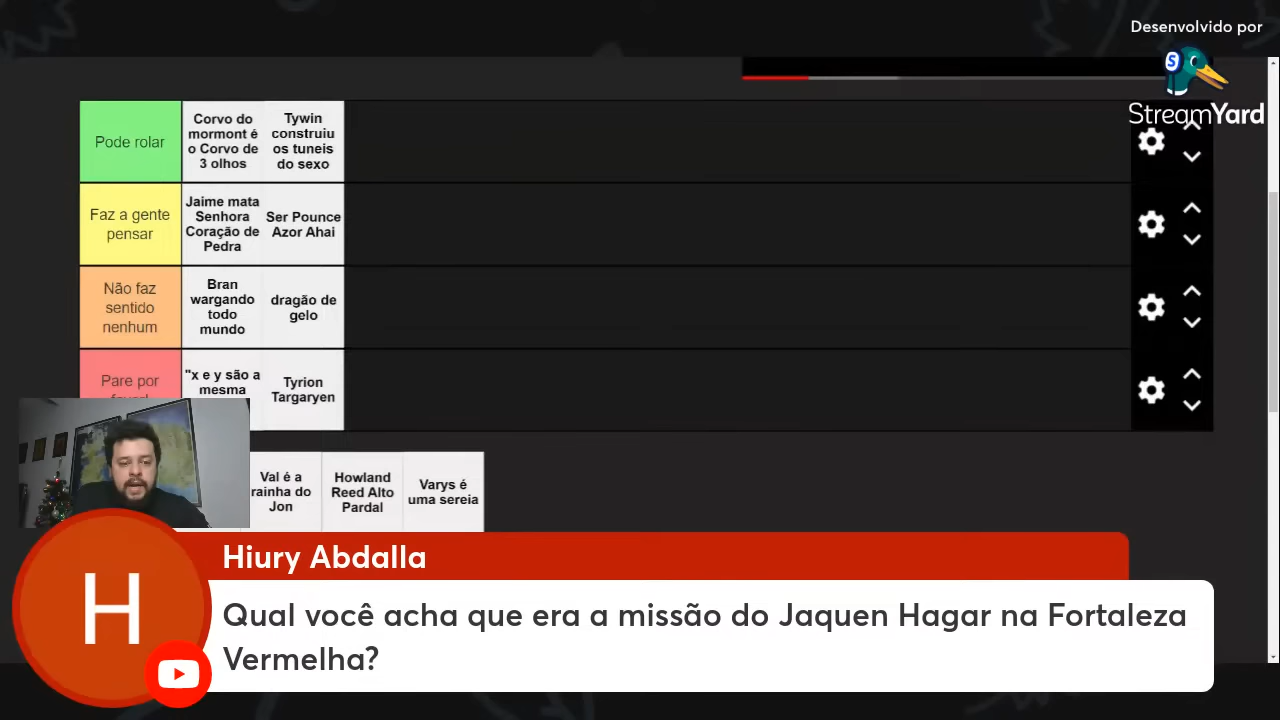 Desenvolvido por
StreamYard
Pode rolar
Corvo do
mormont é
o Corvo de
3 olhos
Tywin
construiu
os tuneis
do sexo
Faz a gente
pensar
Jaime mata
Senhora
Coração de
Pedra
Ser Pounce
Azor Ahai
Não faz
sentido
nenhum
Bran
wargando
todo
mundo
dragão de
gelo
Pare por
"x e y são a
mesma
Tyrion
Targaryen
Val é a
rainha do
Jon
Howland
Reed Alto
Pardal
Varys é
uma sereia
H
Hiury Abdalla
Qual você acha que era a missão do Jaquen Hagar na Fortaleza
Vermelha?